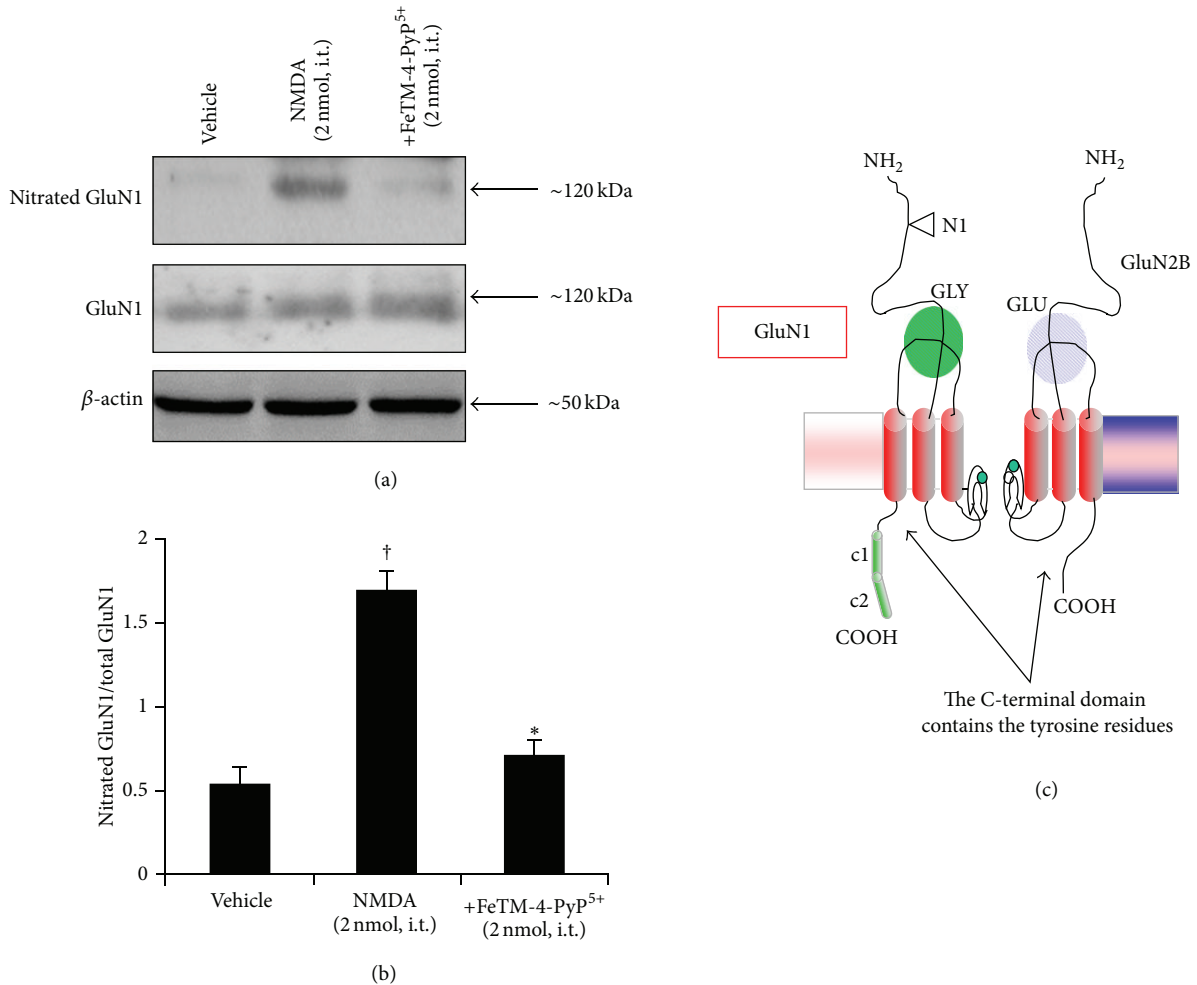 Vehicle
NMDA
(2 nmol, i.t.)
+FeTM-4-PyP⁵⁺
(2 nmol, i.t.)
Nitrated GluN1
~120 kDa
GluN1
~120 kDa
β-actin
~50 kDa
(a)
Nitrated GluN1/total GluN1
2
1.5
1
0.5
0
†
*
Vehicle
NMDA
(2 nmol, i.t.)
+FeTM-4-PyP⁵⁺
(2 nmol, i.t.)
(b)
NH₂
NH₂
N1
GluN2B
GLY
GLU
GluN1
c1
c2
COOH
COOH
The C-terminal domain
contains the tyrosine residues
(c)